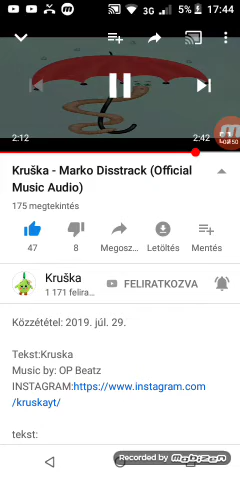 3G 5% 17:44
2:12 2:42
Kruška - Marko Disstrack (Official
Music Audio)
175 megtekintés
47 8 Megosz... Letöltés Mentés
Kruška
1 171 felira...
FELIRATKOZVA
Közzététel: 2019. júl. 29.
Tekst:Kruska
Music by: OP Beatz
INSTAGRAM:https://www.instagram.com
/kruskayt/
tekst:
Recorded by MOBIZEN